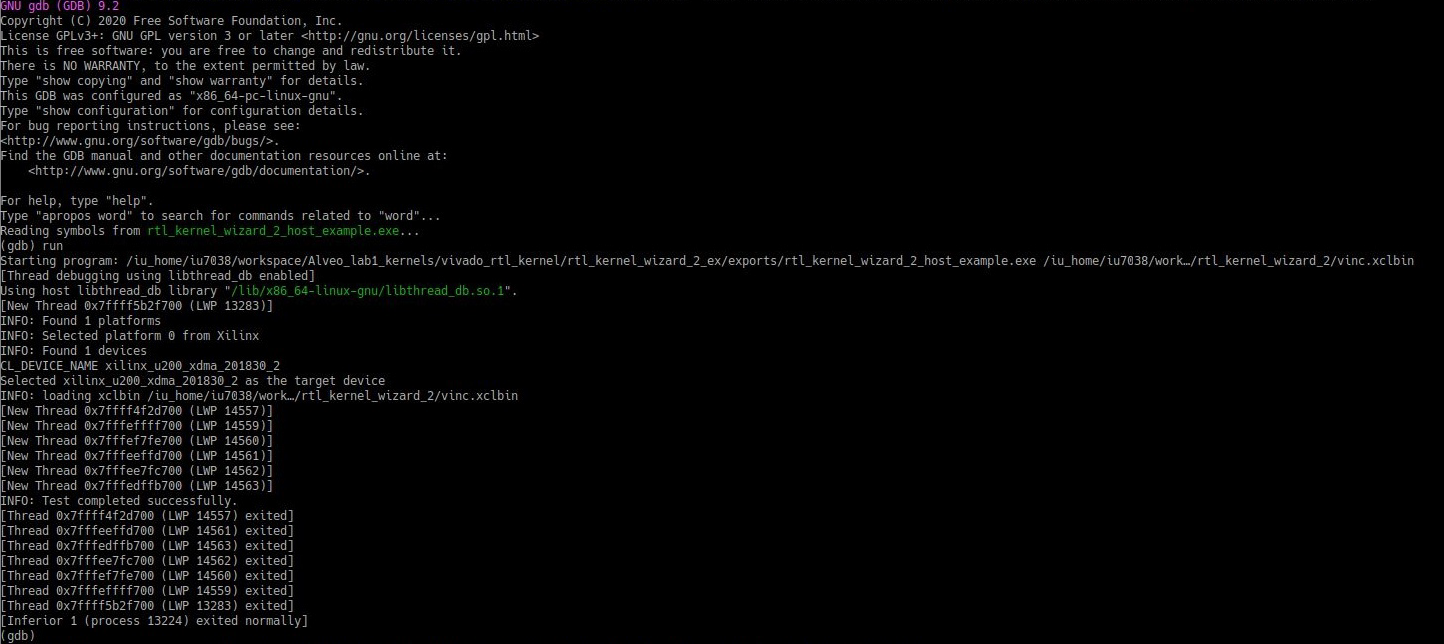 GNU gdb (GDB) 9.2
Copyright (C) 2020 Free Software Foundation, Inc.
License GPLv3+: GNU GPL version 3 or later <http://gnu.org/licenses/gpl.html>
This is free software: you are free to change and redistribute it.
There is NO WARRANTY, to the extent permitted by law.
Type "show copying" and "show warranty" for details.
This GDB was configured as "x86_64-pc-linux-gnu".
Type "show configuration" for configuration details.
For bug reporting instructions, please see:
<http://www.gnu.org/software/gdb/bugs/>.
Find the GDB manual and other documentation resources online at:
    <http://www.gnu.org/software/gdb/documentation/>.

For help, type "help".
Type "apropos word" to search for commands related to "word"...
Reading symbols from rtl_kernel_wizard_2_host_example.exe...
(gdb) run
Starting program: /iu_home/iu7038/workspace/Alveo_lab1_kernels/vivado_rtl_kernel/rtl_kernel_wizard_2_ex/exports/rtl_kernel_wizard_2_host_example.exe /iu_home/iu7038/work…/rtl_kernel_wizard_2/vinc.xclbin
[Thread debugging using libthread_db enabled]
Using host libthread_db library "/lib/x86_64-linux-gnu/libthread_db.so.1".
[New Thread 0x7ffff5b2f700 (LWP 13283)]
INFO: Found 1 platforms
INFO: Selected platform 0 from Xilinx
INFO: Found 1 devices
CL_DEVICE_NAME xilinx_u200_xdma_201830_2
Selected xilinx_u200_xdma_201830_2 as the target device
INFO: loading xclbin /iu_home/iu7038/work…/rtl_kernel_wizard_2/vinc.xclbin
[New Thread 0x7ffff4f2d700 (LWP 14557)]
[New Thread 0x7fffeffff700 (LWP 14559)]
[New Thread 0x7fffef7fe700 (LWP 14560)]
[New Thread 0x7fffeeffd700 (LWP 14561)]
[New Thread 0x7fffee7fc700 (LWP 14562)]
[New Thread 0x7fffedffb700 (LWP 14563)]
INFO: Test completed successfully.
[Thread 0x7ffff4f2d700 (LWP 14557) exited]
[Thread 0x7fffeeffd700 (LWP 14561) exited]
[Thread 0x7fffedffb700 (LWP 14563) exited]
[Thread 0x7fffee7fc700 (LWP 14562) exited]
[Thread 0x7fffef7fe700 (LWP 14560) exited]
[Thread 0x7fffeffff700 (LWP 14559) exited]
[Thread 0x7ffff5b2f700 (LWP 13283) exited]
[Inferior 1 (process 13224) exited normally]
(gdb)